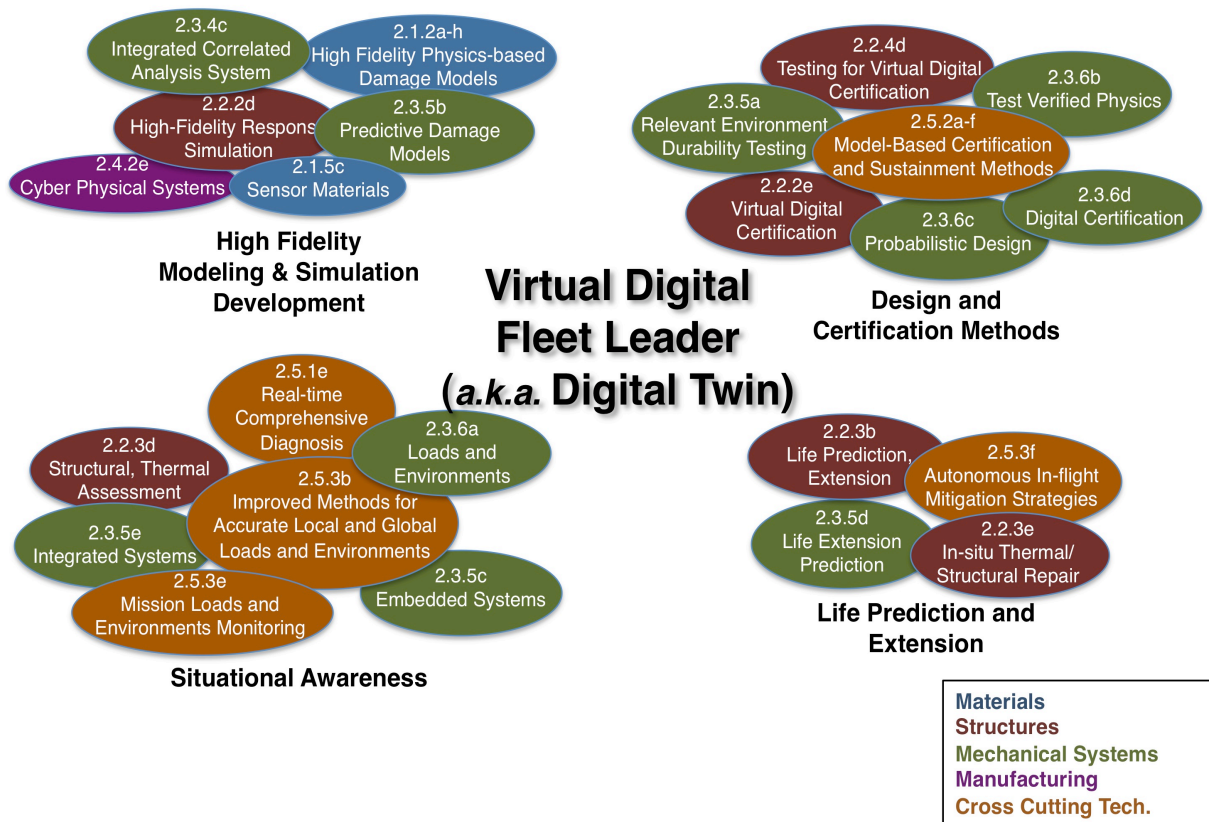 2.3.4c
Integrated Correlated
Analysis System
2.1.2a-h
High Fidelity Physics-based
Damage Models
2.2.2d
High-Fidelity Respons
Simulation
2.3.5b
Predictive Damage
Models
2.4.2e
Cyber Physical Systems
2.1.5c
Sensor Materials
High Fidelity
Modeling & Simulation
Development
2.2.4d
Testing for Virtual Digital
Certification
2.3.6b
Test Verified Physics
2.3.5a
Relevant Environment
Durability Testing
2.5.2a-f
Model-Based Certification
and Sustainment Methods
2.2.2e
Virtual Digital
Certification
2.3.6c
Probabilistic Design
2.3.6d
Digital Certification
Design and
Certification Methods
Virtual Digital
Fleet Leader
(a.k.a. Digital Twin)
2.5.1e
Real-time
Comprehensive
Diagnosis
2.3.6a
Loads and
Environments
2.2.3d
Structural, Thermal
Assessment
2.5.3b
Improved Methods for
Accurate Local and Global
Loads and Environments
2.3.5e
Integrated Systems
2.5.3e
Mission Loads and
Environments Monitoring
2.3.5c
Embedded Systems
Situational Awareness
2.2.3b
Life Prediction,
Extension
2.5.3f
Autonomous In-flight
Mitigation Strategies
2.3.5d
Life Extension
Prediction
2.2.3e
In-situ Thermal/
Structural Repair
Life Prediction and
Extension
Materials
Structures
Mechanical Systems
Manufacturing
Cross Cutting Tech.